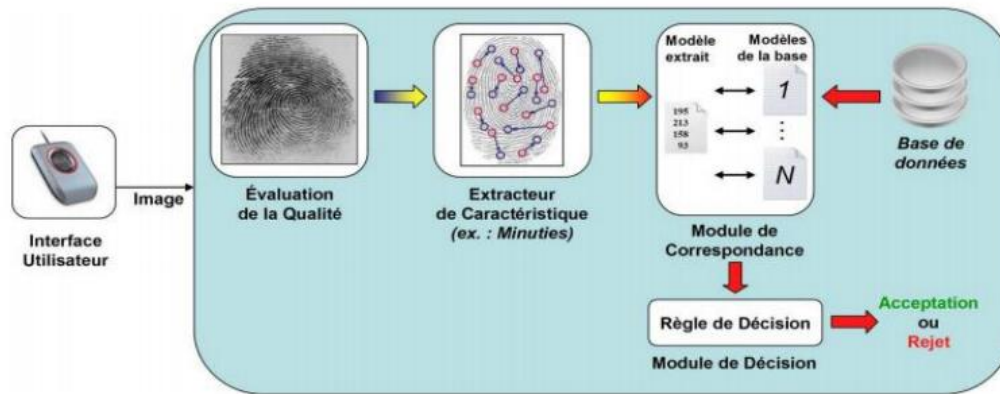 Interface
Utilisateur
Image
Évaluation
de la Qualité
Extracteur
de Caractéristique
(ex. : Minuties)
Modèle
extrait
Modèles
de la base
195
213
158
93
1
⋮
N
Module de
Correspondance
Base de
données
Règle de Décision
Module de Décision
Acceptation
ou
Rejet